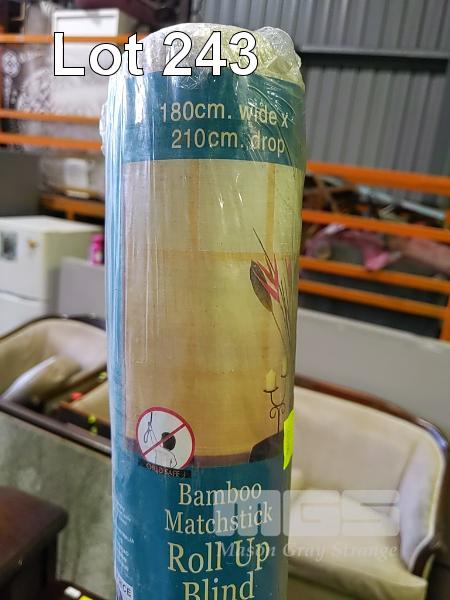 Lot 243
180cm. wide x
210cm. drop
CHILD SAFE
Bamboo
Matchstick
Roll Up
Blind
MGS
Mason Gray Strange